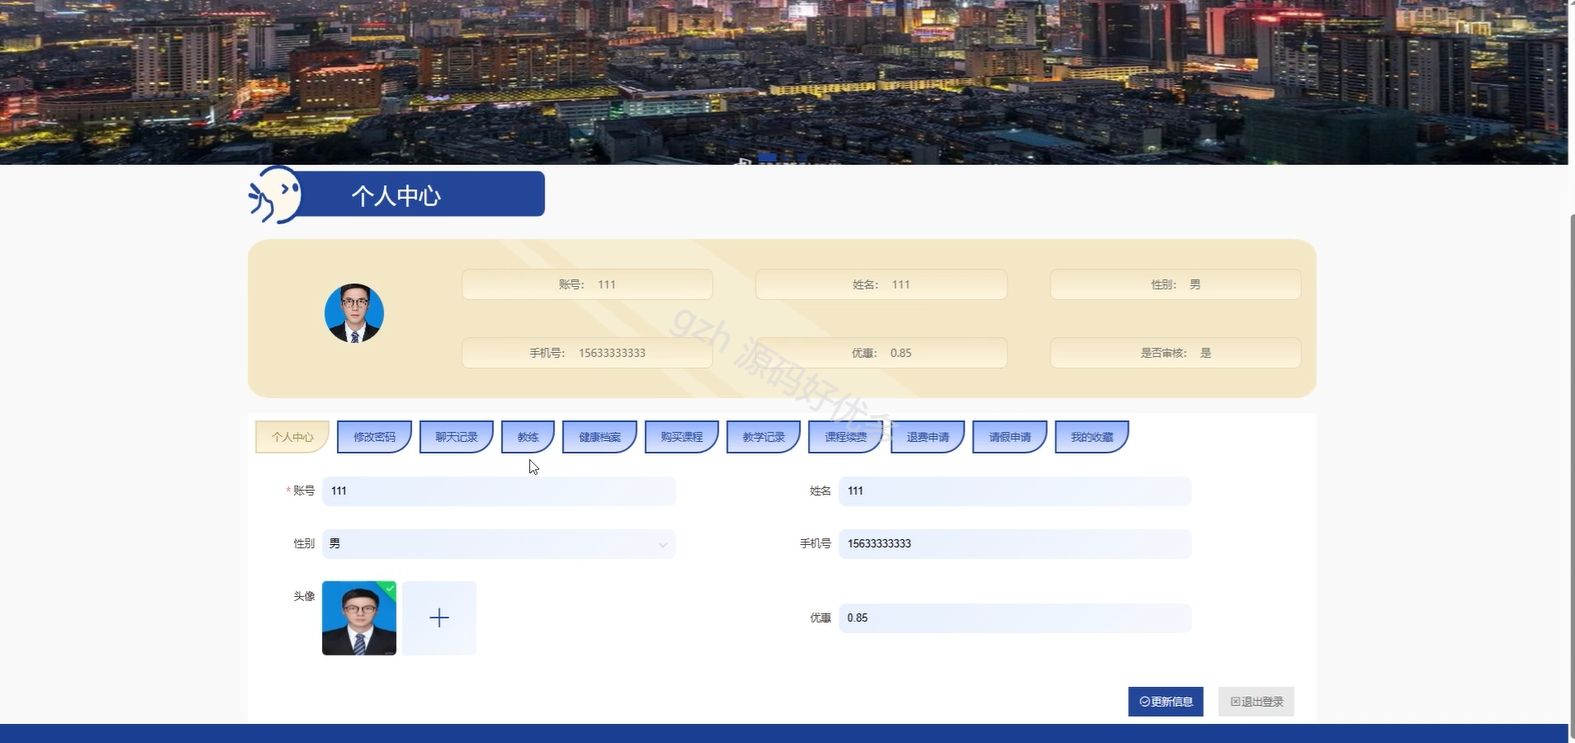 个人中心
账号： 111
姓名： 111
性别： 男
手机号： 15633333333
优惠： 0.85
是否审核： 是
gzh 源码好优多
个人中心
修改密码
聊天记录
教练
健康档案
购买课程
教学记录
课程续费
退费申请
请假申请
我的收藏
* 账号 111
姓名 111
性别 男
手机号 15633333333
头像
优惠 0.85
更新信息
退出登录